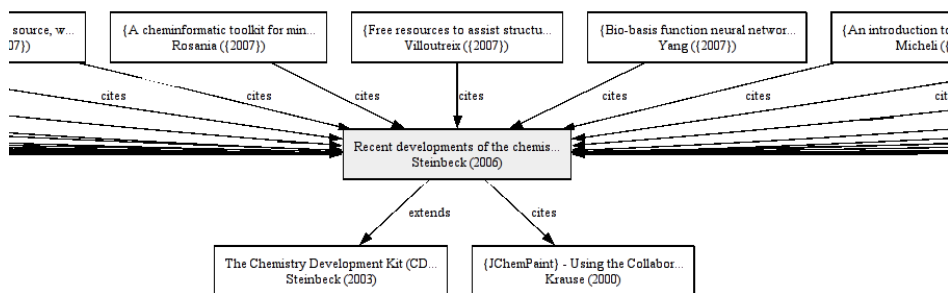 source, w...
{A cheminformatic toolkit for min...
{Free resources to assist structu...
{Bio-basis function neural networ...
{An introduction to
07})
Rosania ({2007})
Villoutreix ({2007})
Yang ({2007})
Micheli ({
cites
cites
cites
cites
cites
cit
Recent developments of the chemis...
Steinbeck (2006)
extends
cites
The Chemistry Development Kit (CD...
Steinbeck (2003)
{JChemPaint} - Using the Collabor...
Krause (2000)